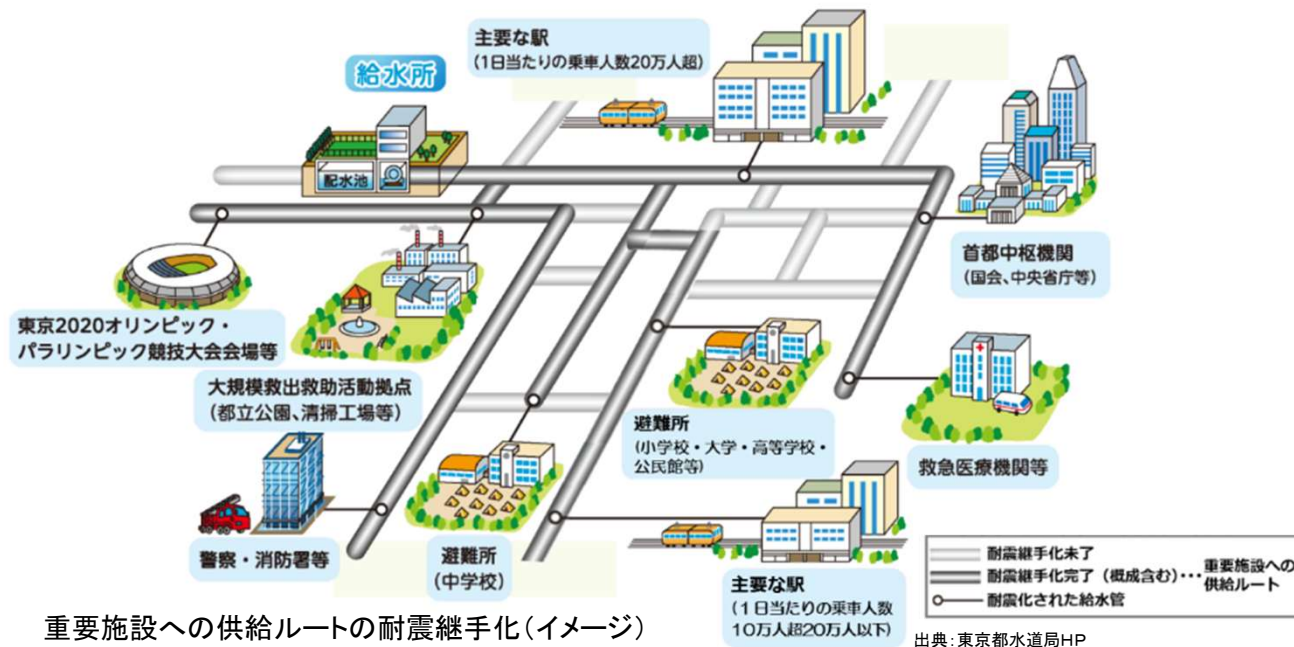 主要な駅
(1日当たりの乗車人数20万人超)
給水所
配水池
首都中枢機関
(国会、中央省庁等)
東京2020オリンピック・
パラリンピック競技大会会場等
大規模救出救助活動拠点
(都立公園、清掃工場等)
避難所
(小学校・大学・高等学校・
公民館等)
救急医療機関等
警察・消防署等
避難所
(中学校)
主要な駅
(1日当たりの乗車人数
10万人超20万人以下)
耐震継手化未了
耐震継手化完了(概成含む)・・・重要施設への
供給ルート
耐震化された給水管
重要施設への供給ルートの耐震継手化(イメージ)
出典:東京都水道局HP